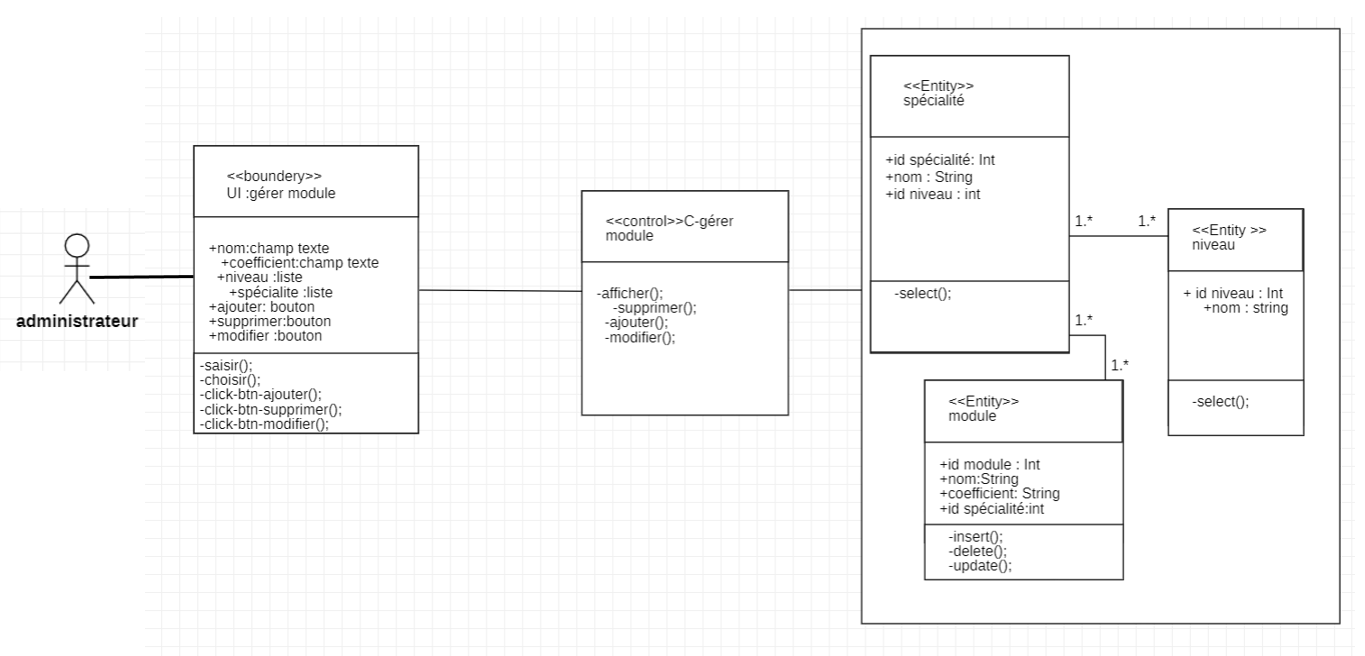 administrateur
<<boundery>>
UI :gérer module
+nom:champ texte
+coefficient:champ texte
+niveau :liste
+spécialite :liste
+ajouter: bouton
+supprimer:bouton
+modifier :bouton
-saisir();
-choisir();
-click-btn-ajouter();
-click-btn-supprimer();
-click-btn-modifier();
<<control>>C-gérer
module
-afficher();
-supprimer();
-ajouter();
-modifier();
<<Entity>>
spécialité
+id spécialité: Int
+nom : String
+id niveau : int
-select();
1.*
1.*
<<Entity >>
niveau
+ id niveau : Int
+nom : string
-select();
1.*
1.*
<<Entity>>
module
+id module : Int
+nom:String
+coefficient: String
+id spécialité:int
-insert();
-delete();
-update();